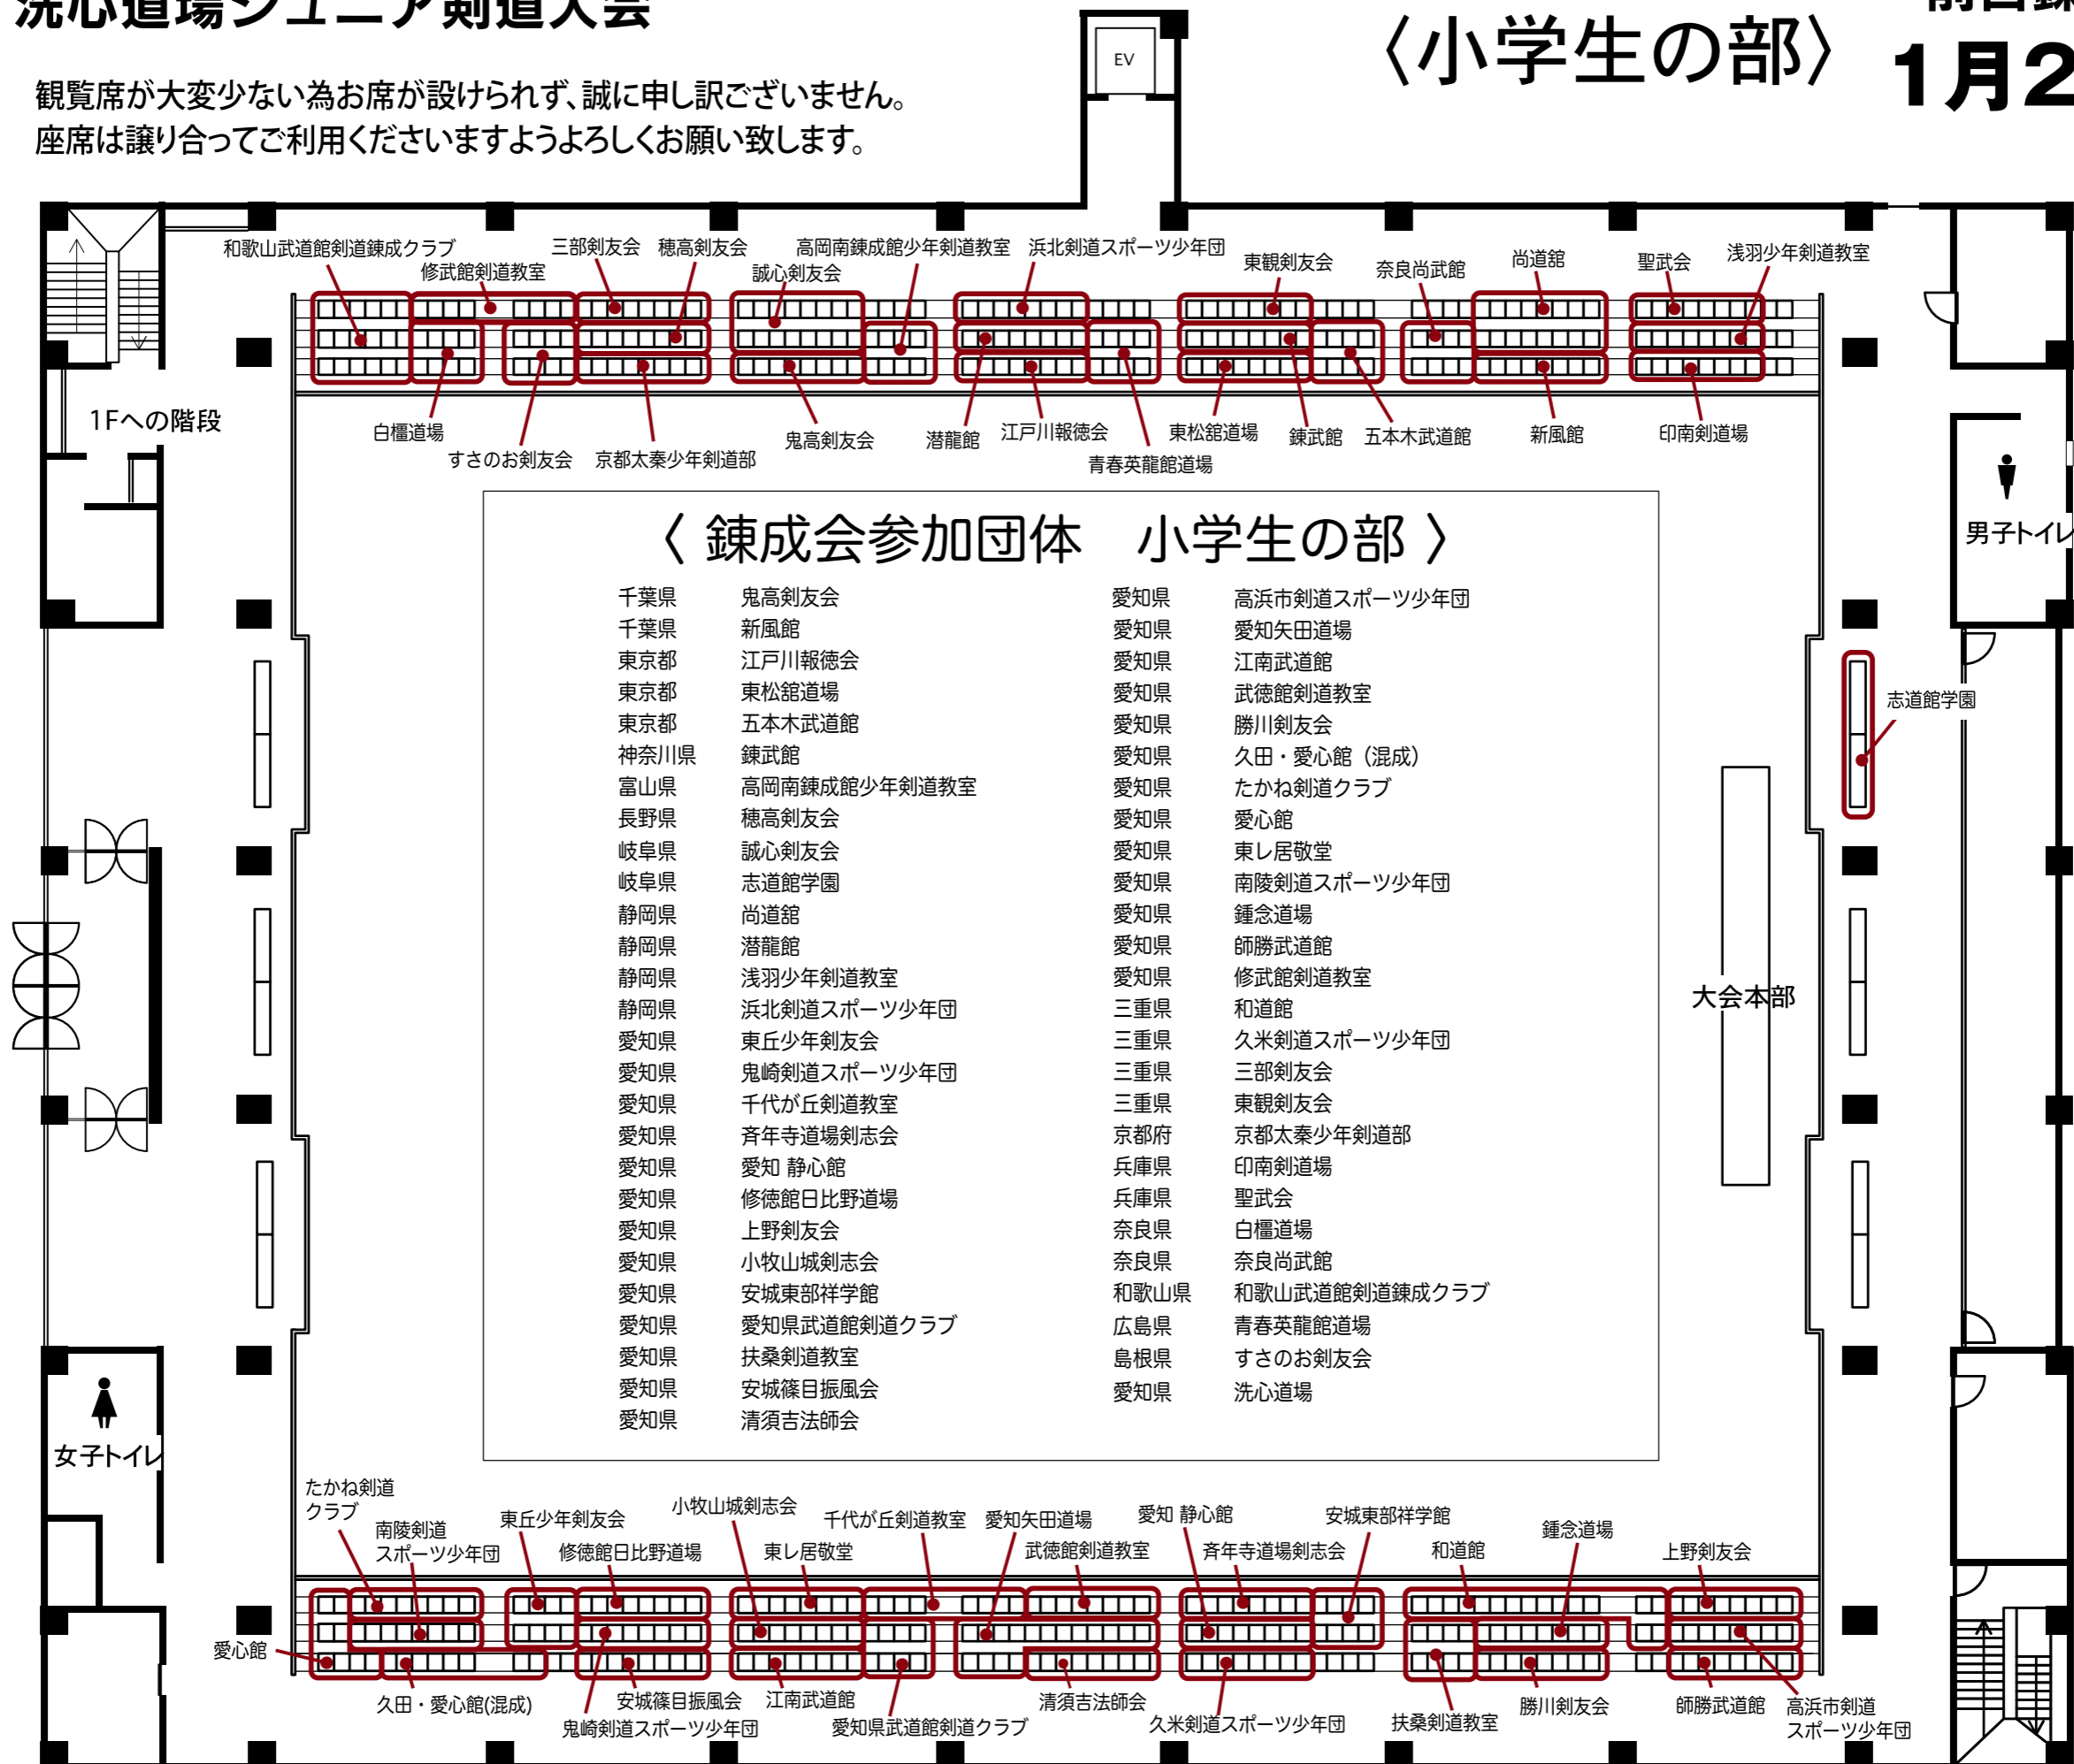 洗心道場ジュニア剣道大会
〈小学生の部〉
1月2
観覧席が大変少ない為お席が設けられず、誠に申し訳ございません。
座席は譲り合ってご利用くださいますようよろしくお願い致します。
EV
和歌山武道館剣道錬成クラブ
修武館剣道教室
三部剣友会
穂高剣友会
誠心剣友会
高岡南錬成館少年剣道教室
浜北剣道スポーツ少年団
東観剣友会
奈良尚武館
尚道舘
聖武会
浅羽少年剣道教室
1Fへの階段
白橿道場
すさのお剣友会
京都太秦少年剣道部
鬼高剣友会
潜龍館
江戸川報徳会
青春英龍館道場
東松舘道場
錬武館
五本木武道館
新風館
印南剣道場
男子トイレ
〈 錬成会参加団体　小学生の部 〉
千葉県 鬼高剣友会
千葉県 新風館
東京都 江戸川報徳会
東京都 東松舘道場
東京都 五本木武道館
神奈川県 錬武館
富山県 高岡南錬成館少年剣道教室
長野県 穂高剣友会
岐阜県 誠心剣友会
岐阜県 志道館学園
静岡県 尚道舘
静岡県 潜龍館
静岡県 浅羽少年剣道教室
静岡県 浜北剣道スポーツ少年団
愛知県 東丘少年剣友会
愛知県 鬼崎剣道スポーツ少年団
愛知県 千代が丘剣道教室
愛知県 斉年寺道場剣志会
愛知県 愛知 静心館
愛知県 修徳館日比野道場
愛知県 上野剣友会
愛知県 小牧山城剣志会
愛知県 安城東部祥学館
愛知県 愛知県武道館剣道クラブ
愛知県 扶桑剣道教室
愛知県 安城篠目振風会
愛知県 清須吉法師会
愛知県 高浜市剣道スポーツ少年団
愛知県 愛知矢田道場
愛知県 江南武道館
愛知県 武徳館剣道教室
愛知県 勝川剣友会
愛知県 久田・愛心館（混成）
愛知県 たかね剣道クラブ
愛知県 愛心館
愛知県 東レ居敬堂
愛知県 南陵剣道スポーツ少年団
愛知県 鍾念道場
愛知県 師勝武道館
愛知県 修武館剣道教室
三重県 和道館
三重県 久米剣道スポーツ少年団
三重県 三部剣友会
三重県 東観剣友会
京都府 京都太秦少年剣道部
兵庫県 印南剣道場
兵庫県 聖武会
奈良県 白橿道場
奈良県 奈良尚武館
和歌山県 和歌山武道館剣道錬成クラブ
広島県 青春英龍館道場
島根県 すさのお剣友会
愛知県 洗心道場
志道館学園
大会本部
女子トイレ
たかね剣道
クラブ
南陵剣道
スポーツ少年団
東丘少年剣友会
修徳館日比野道場
小牧山城剣志会
東レ居敬堂
千代が丘剣道教室
愛知矢田道場
武徳館剣道教室
愛知 静心館
斉年寺道場剣志会
安城東部祥学館
和道館
鍾念道場
上野剣友会
愛心館
久田・愛心館(混成)
鬼崎剣道スポーツ少年団
安城篠目振風会
江南武道館
愛知県武道館剣道クラブ
清須吉法師会
久米剣道スポーツ少年団
扶桑剣道教室
勝川剣友会
師勝武道館
高浜市剣道
スポーツ少年団